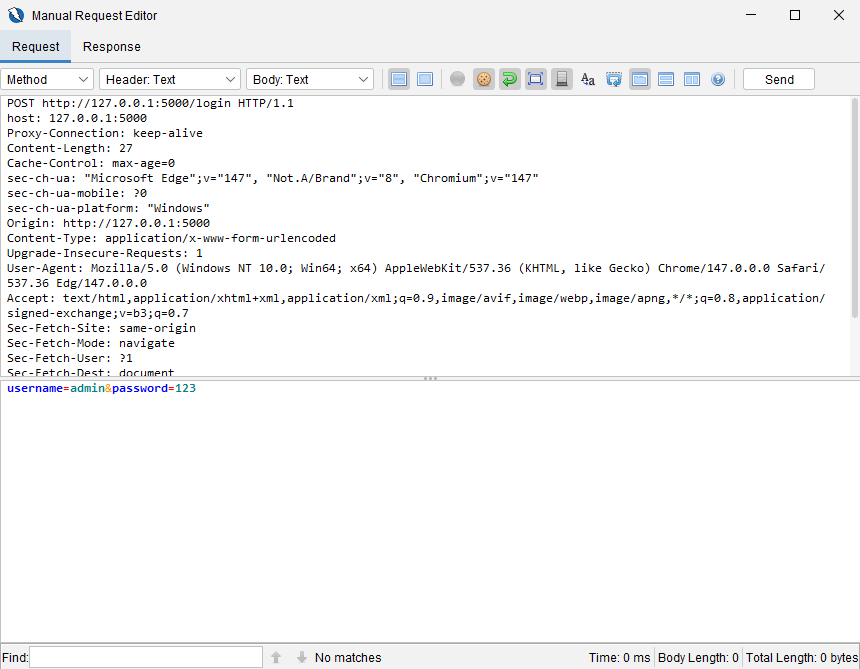 Manual Request Editor
Request Response
Method Header: Text Body: Text Send
POST http://127.0.0.1:5000/login HTTP/1.1
host: 127.0.0.1:5000
Proxy-Connection: keep-alive
Content-Length: 27
Cache-Control: max-age=0
sec-ch-ua: "Microsoft Edge";v="147", "Not.A/Brand";v="8", "Chromium";v="147"
sec-ch-ua-mobile: ?0
sec-ch-ua-platform: "Windows"
Origin: http://127.0.0.1:5000
Content-Type: application/x-www-form-urlencoded
Upgrade-Insecure-Requests: 1
User-Agent: Mozilla/5.0 (Windows NT 10.0; Win64; x64) AppleWebKit/537.36 (KHTML, like Gecko) Chrome/147.0.0.0 Safari/
537.36 Edg/147.0.0.0
Accept: text/html,application/xhtml+xml,application/xml;q=0.9,image/avif,image/webp,image/apng,*/*;q=0.8,application/
signed-exchange;v=b3;q=0.7
Sec-Fetch-Site: same-origin
Sec-Fetch-Mode: navigate
Sec-Fetch-User: ?1
Sec-Fetch-Dest: document
username=admin&password=123
Find: No matches Time: 0 ms Body Length: 0 Total Length: 0 bytes